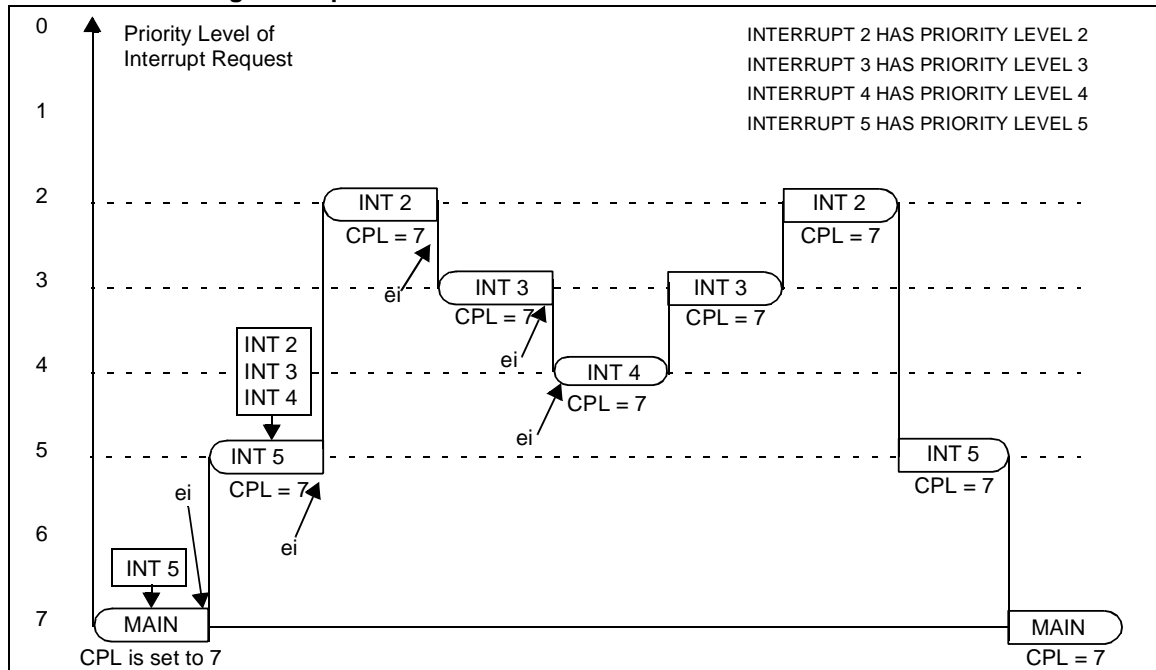 0
Priority Level of
Interrupt Request
INTERRUPT 2 HAS PRIORITY LEVEL 2
INTERRUPT 3 HAS PRIORITY LEVEL 3
INTERRUPT 4 HAS PRIORITY LEVEL 4
INTERRUPT 5 HAS PRIORITY LEVEL 5
1
2
INT 2
CPL = 7
INT 2
CPL = 7
3
ei
INT 3
CPL = 7
INT 3
CPL = 7
INT 2
INT 3
INT 4
4
ei
INT 4
CPL = 7
ei
5
INT 5
CPL = 7
INT 5
CPL = 7
ei
ei
6
INT 5
7
MAIN
CPL is set to 7
MAIN
CPL = 7